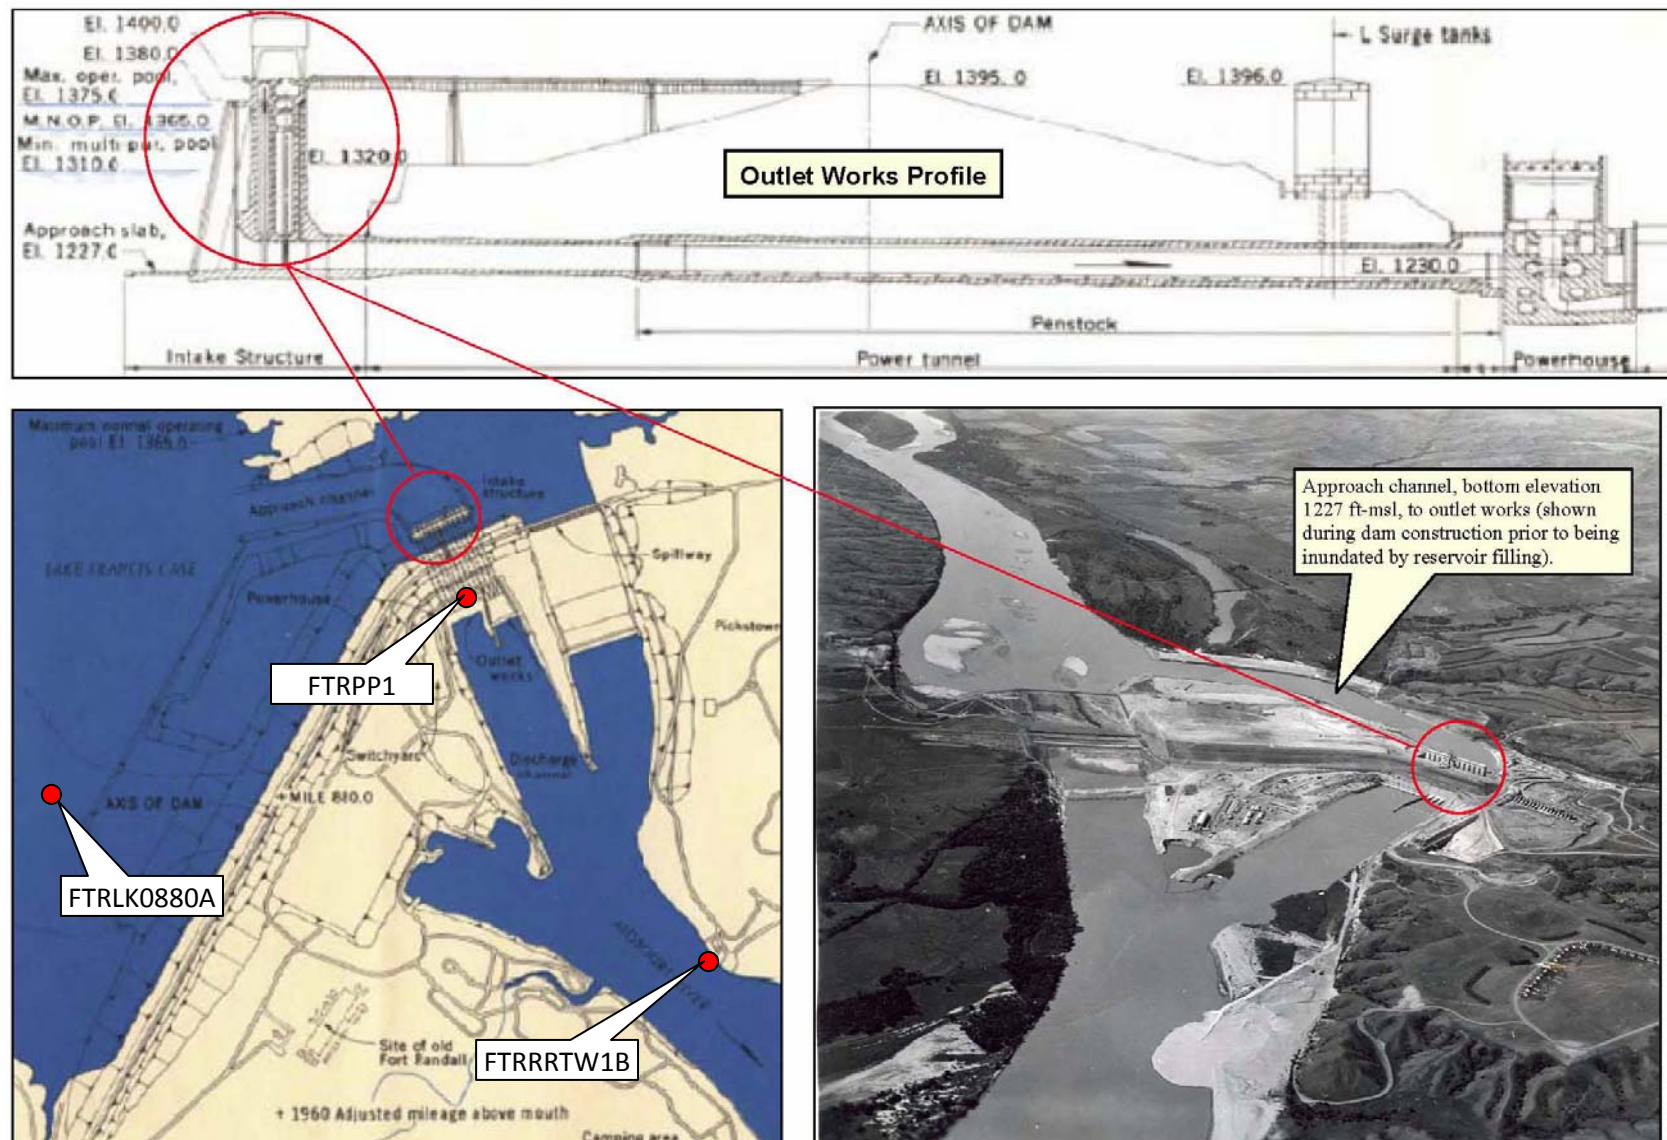 El. 1400.0
El. 1380.0
Max. oper. pool,
El. 1375.0
M.N.O.P. El. 1365.0
Min. multi pur. pool
El. 1310.0
Approach slab,
El. 1227.0
El. 1320.0
AXIS OF DAM
El. 1395.0
El. 1396.0
L Surge tanks
Outlet Works Profile
El. 1230.0
Penstock
Intake Structure
Power tunnel
Powerhouse
Maximum normal operating
pool El. 1365.0
Approach channel
Intake
structure
LAKE FRANCIS CASE
Powerhouse
Spillway
Pickstown
FTRPP1
Outlet
works
Switchyard
Discharge
channel
AXIS OF DAM
+ MILE 880.0
FTRLK0880A
MISSOURI RIVER
Site of old
Fort Randall
FTRRRTW1B
+ 1960 Adjusted mileage above mouth
Camping area
Approach channel, bottom elevation
1227 ft-msl, to outlet works (shown
during dam construction prior to being
inundated by reservoir filling).